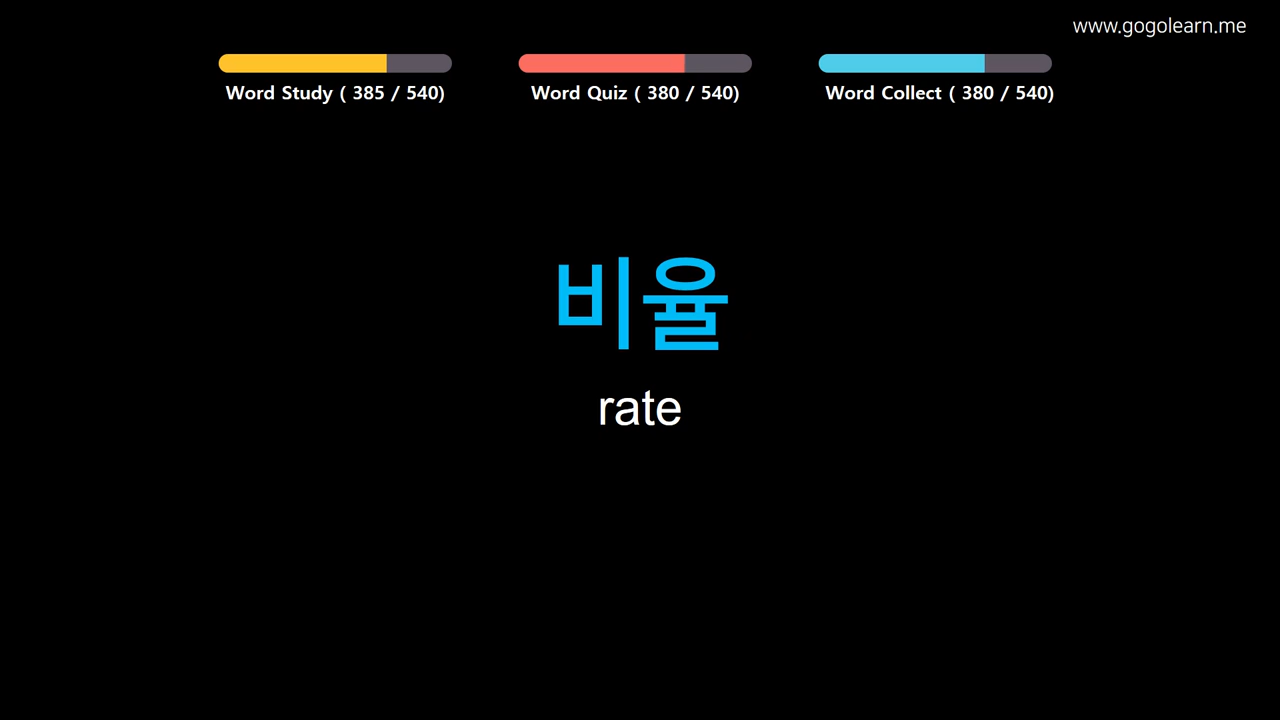 www.gogolearn.me
Word Study ( 385 / 540)
Word Quiz ( 380 / 540)
Word Collect ( 380 / 540)
비율
rate